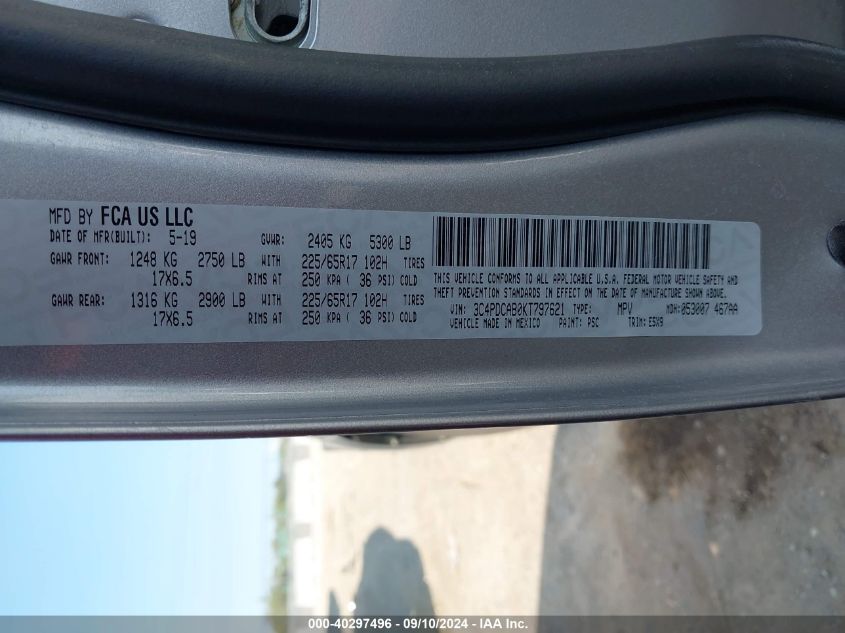 MFD BY FCA US LLC
DATE OF MFR(BUILT): 5-19 GVWR: 2405 KG 5300 LB
GAWR FRONT: 1248 KG 2750 LB WITH 225/65R17 102H TIRES
17X6.5 RIMS AT 250 KPA ( 36 PSI) COLD
GAWR REAR: 1316 KG 2900 LB WITH 225/65R17 102H TIRES
17X6.5 RIMS AT 250 KPA ( 36 PSI) COLD
THIS VEHICLE CONFORMS TO ALL APPLICABLE U.S.A. FEDERAL MOTOR VEHICLE SAFETY AND
THEFT PREVENTION STANDARDS IN EFFECT ON THE DATE OF MANUFACTURE SHOWN ABOVE.
VIN: 3C4PDCAB0KT797621 TYPE: MPV MDH: 053007 467AA
VEHICLE MADE IN MEXICO PAINT: PSC TRIM: E5X9
000-40297496 - 09/10/2024 - IAA Inc.